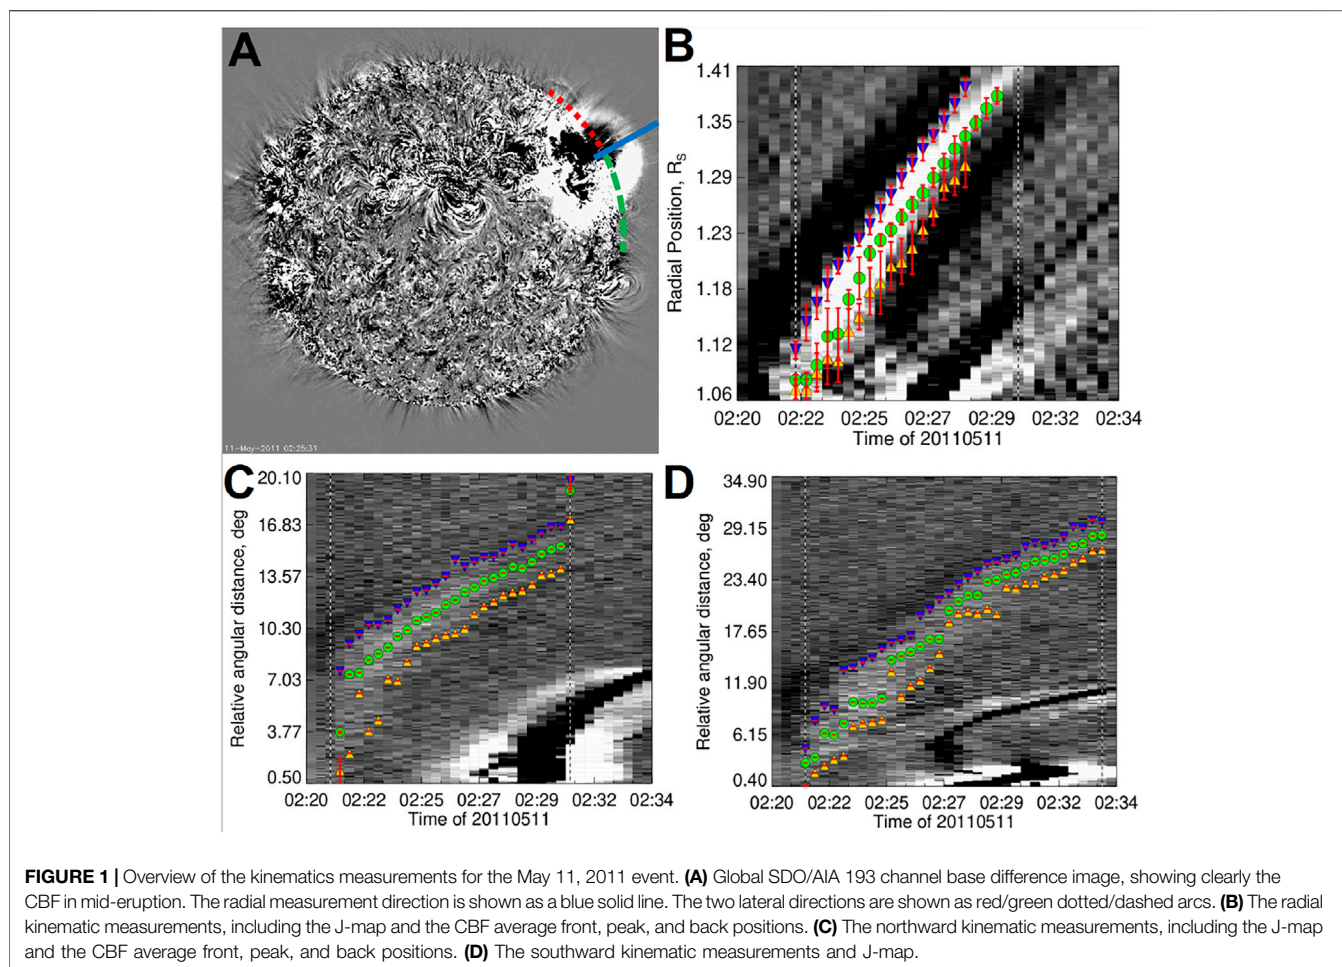 A
11-May-2011 02:25:31
B
Radial Position, R_S
1.41
1.35
1.29
1.23
1.18
1.12
1.06
02:20 02:22 02:25 02:27 02:29 02:32 02:34
Time of 20110511
C
Relative angular distance, deg
20.10
16.83
13.57
10.30
7.03
3.77
0.50
02:20 02:22 02:25 02:27 02:29 02:32 02:34
Time of 20110511
D
Relative angular distance, deg
34.90
29.15
23.40
17.65
11.90
6.15
0.40
02:20 02:22 02:25 02:27 02:29 02:32 02:34
Time of 20110511
FIGURE 1 | Overview of the kinematics measurements for the May 11, 2011 event. (A) Global SDO/AIA 193 channel base difference image, showing clearly the
CBF in mid-eruption. The radial measurement direction is shown as a blue solid line. The two lateral directions are shown as red/green dotted/dashed arcs. (B) The radial
kinematic measurements, including the J-map and the CBF average front, peak, and back positions. (C) The northward kinematic measurements, including the J-map
and the CBF average front, peak, and back positions. (D) The southward kinematic measurements and J-map.